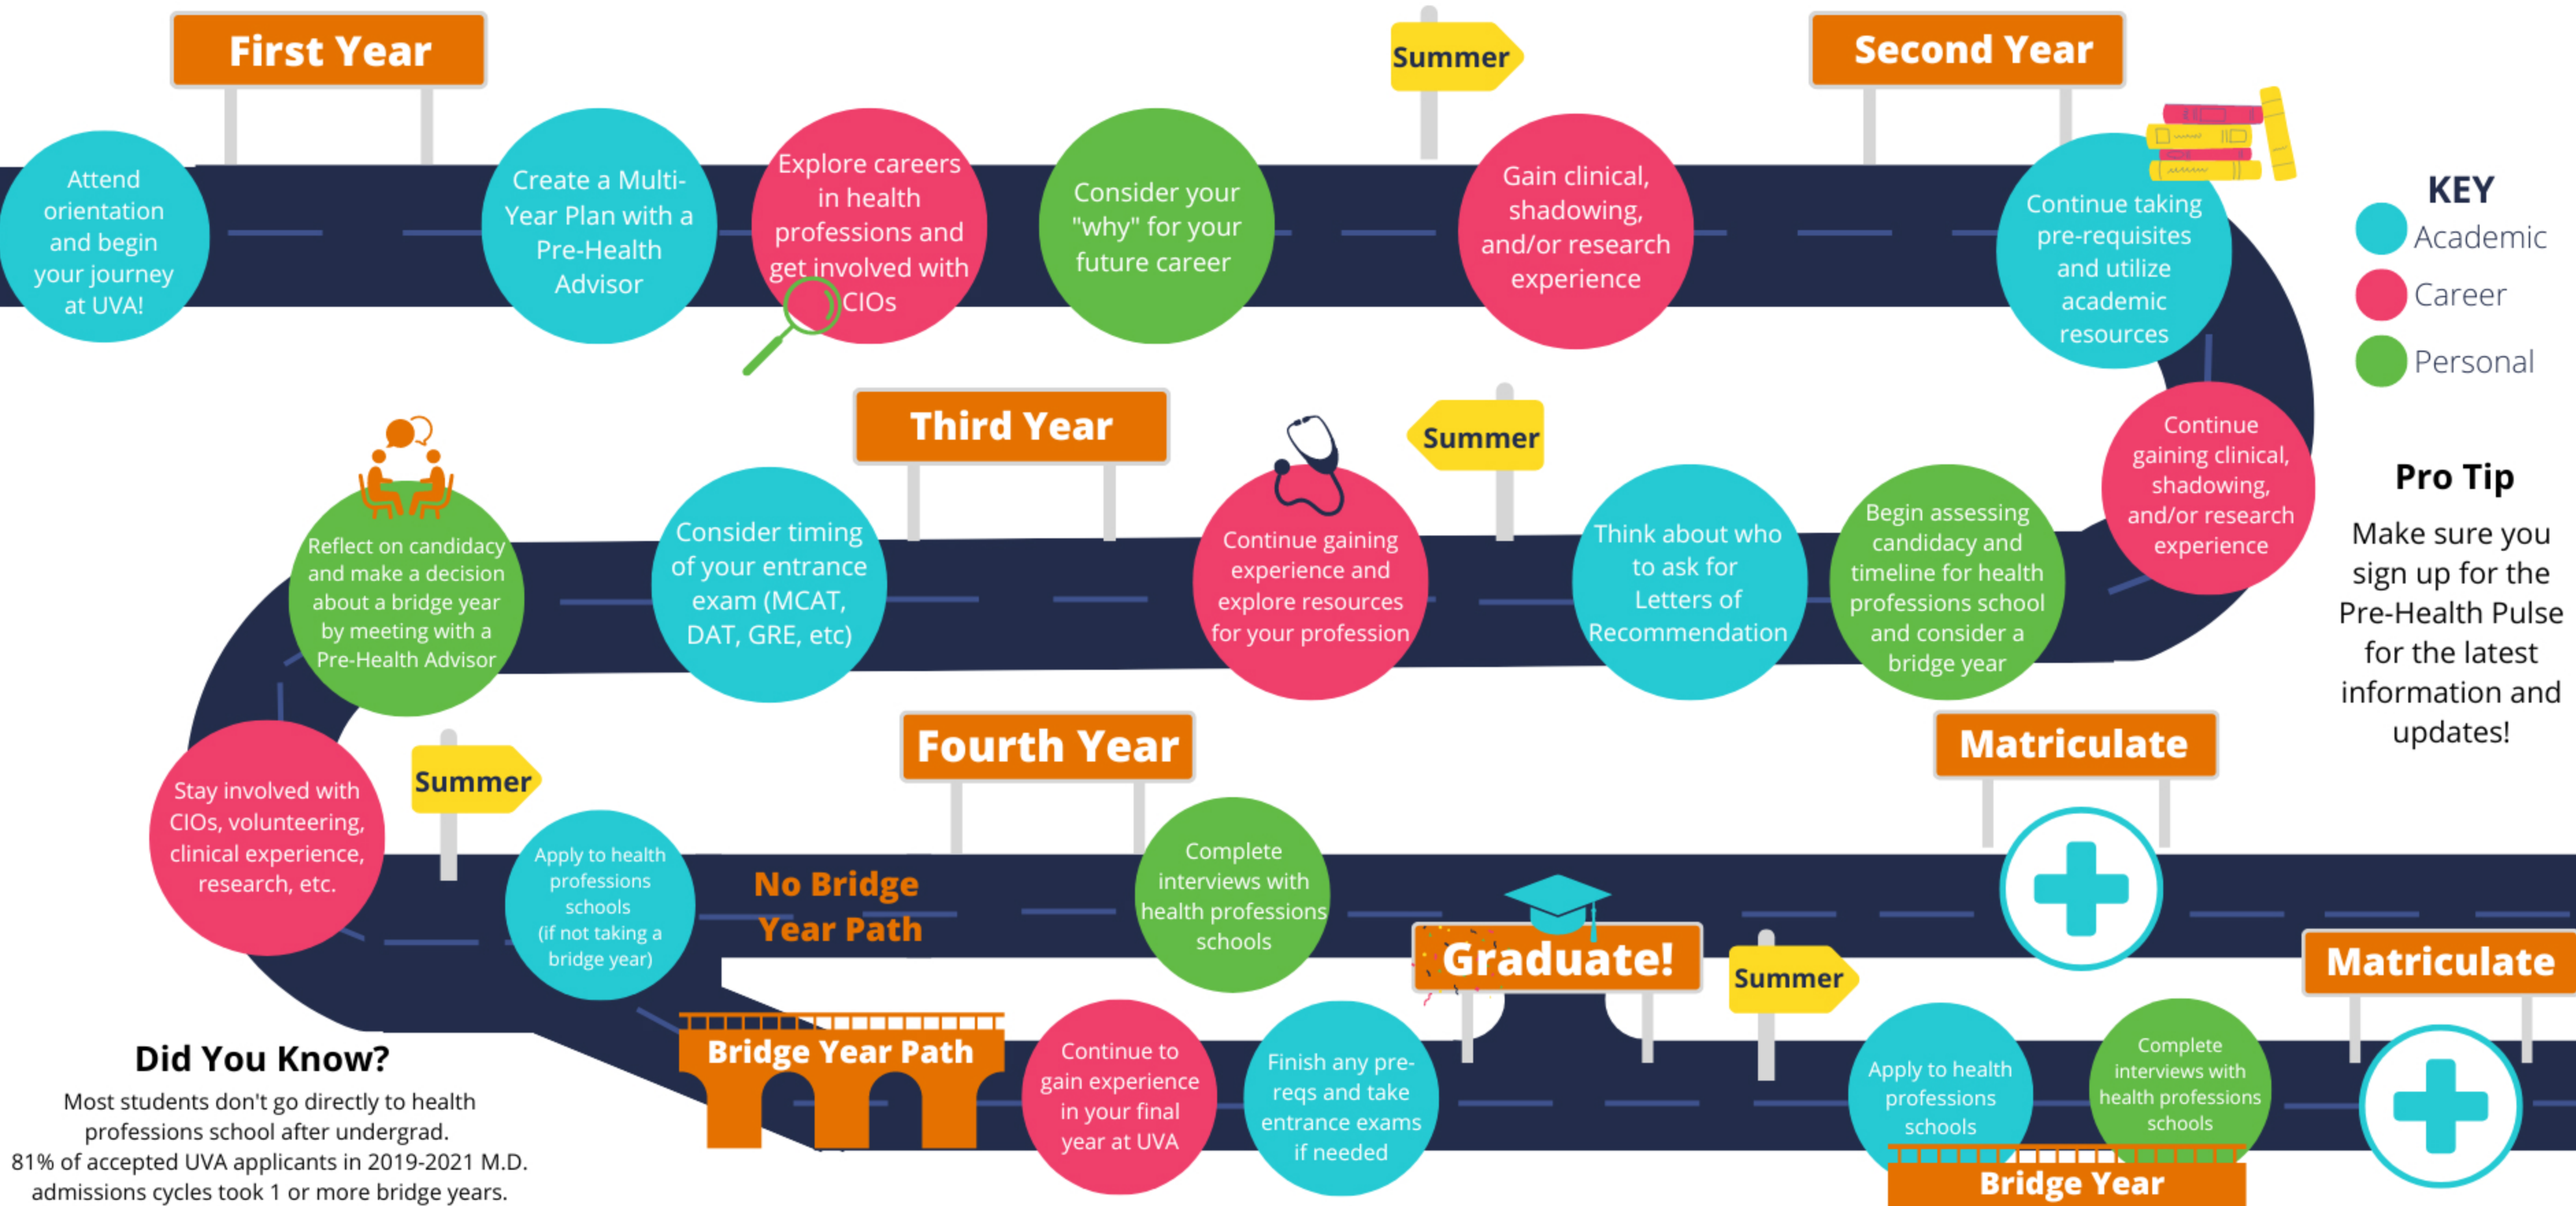 First Year
Attend
orientation
and begin
your journey
at UVA!
Create a Multi-
Year Plan with a
Pre-Health
Advisor
Explore careers
in health
professions and
get involved with
CIOs
Consider your
"why" for your
future career
Summer
Gain clinical,
shadowing,
and/or research
experience
Second Year
Continue taking
pre-requisites
and utilize
academic
resources
KEY
Academic
Career
Personal
Continue
gaining clinical,
shadowing,
and/or research
experience
Begin assessing
candidacy and
timeline for health
professions school
and consider a
bridge year
Think about who
to ask for
Letters of
Recommendation
Summer
Continue gaining
experience and
explore resources
for your profession
Third Year
Consider timing
of your entrance
exam (MCAT,
DAT, GRE, etc)
Reflect on candidacy
and make a decision
about a bridge year
by meeting with a
Pre-Health Advisor
Pro Tip
Make sure you
sign up for the
Pre-Health Pulse
for the latest
information and
updates!
Stay involved with
CIOs, volunteering,
clinical experience,
research, etc.
Summer
Apply to health
professions
schools
(if not taking a
bridge year)
No Bridge
Year Path
Fourth Year
Complete
interviews with
health professions
schools
Graduate!
Matriculate
Bridge Year Path
Continue to
gain experience
in your final
year at UVA
Finish any pre-
reqs and take
entrance exams
if needed
Summer
Apply to health
professions
schools
Complete
interviews with
health professions
schools
Bridge Year
Matriculate
Did You Know?
Most students don't go directly to health
professions school after undergrad.
81% of accepted UVA applicants in 2019-2021 M.D.
admissions cycles took 1 or more bridge years.